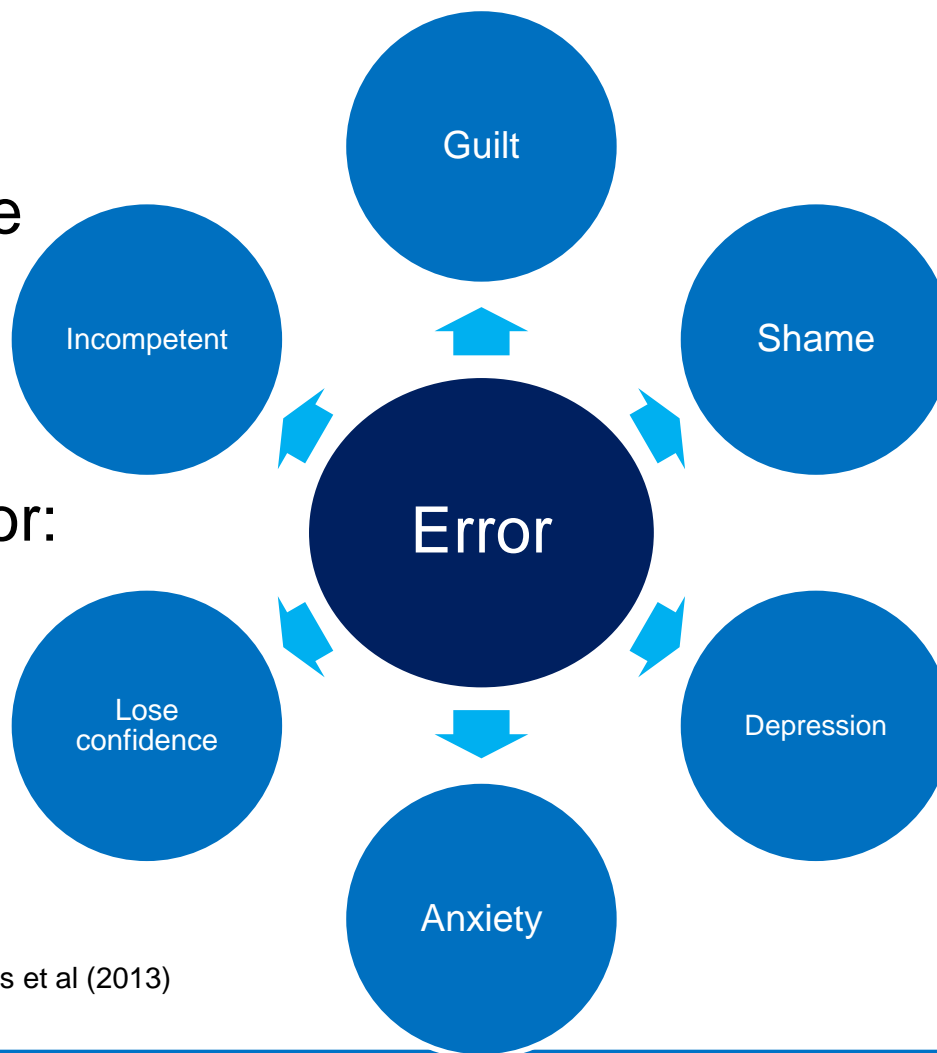 Guilt
e
Incompetent
Shame
or:
Error
Lose
confidence
Depression
Anxiety
s et al (2013)